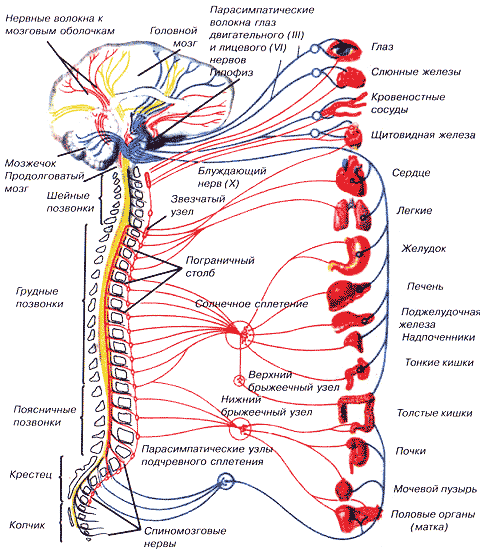 Нервные волокна к
мозговым оболочкам
Головной
мозг
Парасимпатические
волокна глаз
двигательного (III)
и лицевого (VI)
нервов
Гипофиз
Глаз
Слюнные железы
Кровеностные
сосуды
Щитовидная железа
Мозжечок
Продолговатый
мозг
Шейные
позвонки
Блуждающий
нерв (X)
Звезчатый
узел
Сердце
Легкие
Пограничный
столб
Желудок
Грудные
позвонки
Солнечное сплетение
Печень
Поджелудочная
железа
Надпочечники
Верхний
брыжеечный узел
Тонкие кишки
Нижний
брыжеечный узел
Толстые кишки
Поясничные
позвонки
Парасимпатические узлы
подчревного сплетения
Почки
Крестец
Мочевой пузырь
Копчик
Спиномозговые
нервы
Половые органы
(матка)